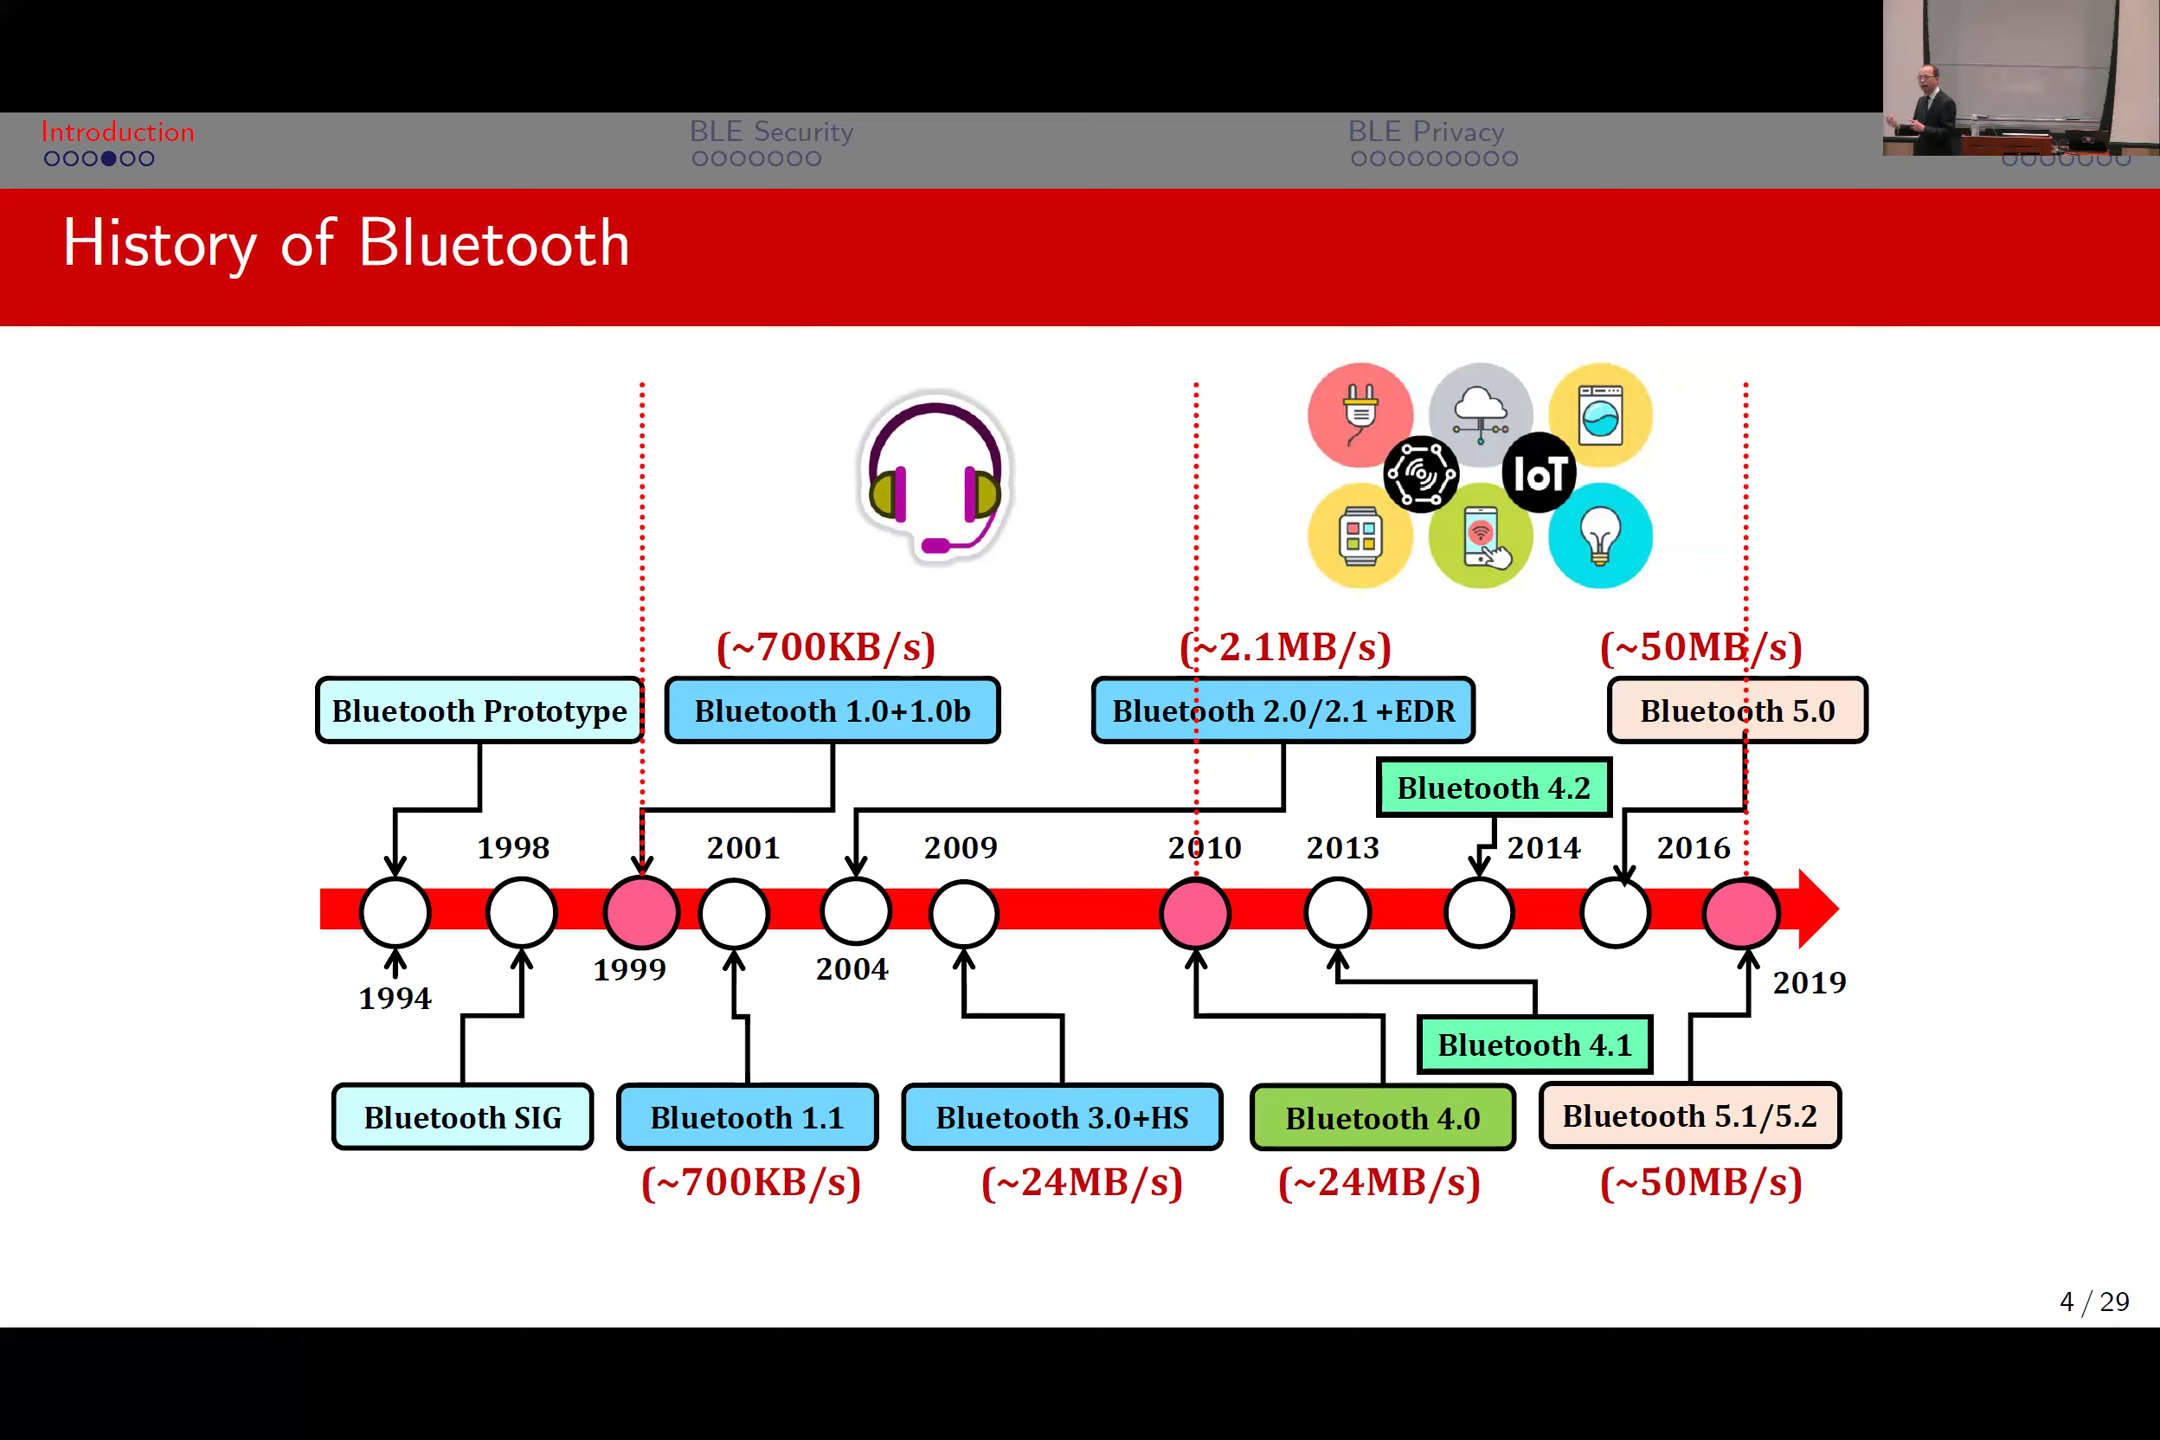 Introduction
BLE Security
BLE Privacy
History of Bluetooth
IoT
(~700KB/s)
(~2.1MB/s)
(~50MB/s)
Bluetooth Prototype
Bluetooth 1.0+1.0b
Bluetooth 2.0/2.1 +EDR
Bluetooth 5.0
Bluetooth 4.2
1998
2001
2009
2010
2013
2014
2016
1994
1999
2004
2019
Bluetooth 4.1
Bluetooth SIG
Bluetooth 1.1
Bluetooth 3.0+HS
Bluetooth 4.0
Bluetooth 5.1/5.2
(~700KB/s)
(~24MB/s)
(~24MB/s)
(~50MB/s)
4 / 29